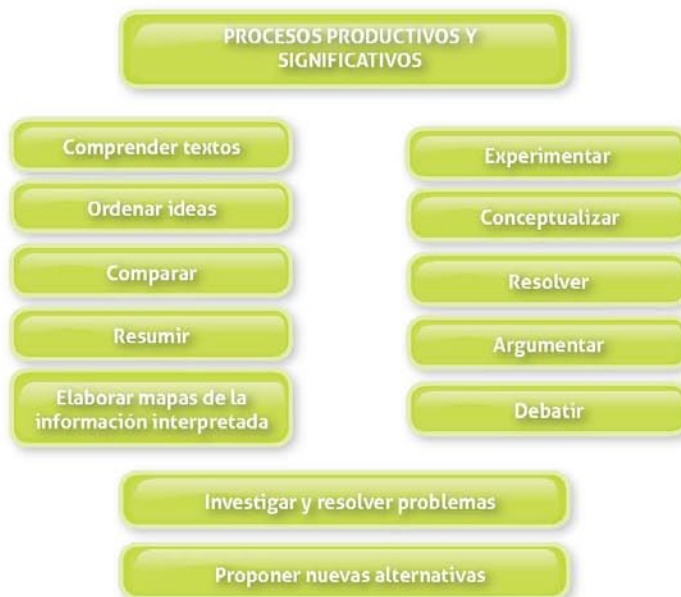 PROCESOS PRODUCTIVOS Y
SIGNIFICATIVOS
Comprender textos
Ordenar ideas
Comparar
Resumir
Elaborar mapas de la
información interpretada
Experimentar
Conceptualizar
Resolver
Argumentar
Debatir
Investigar y resolver problemas
Proponer nuevas alternativas